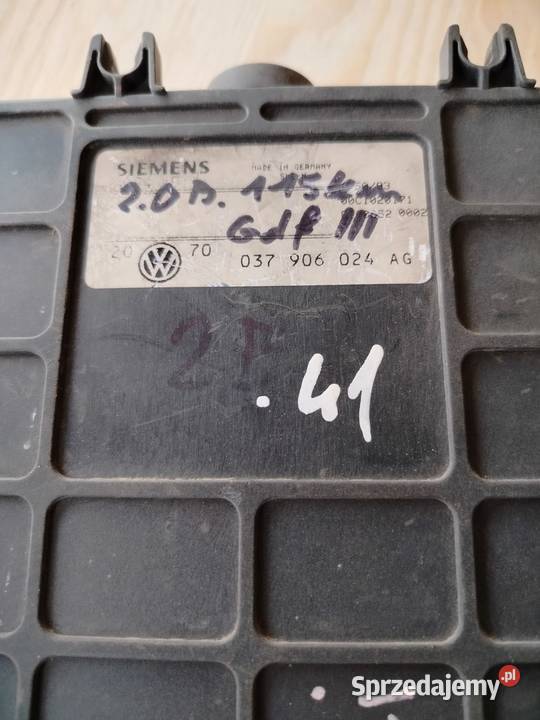 SIEMENS MADE IN GERMANY
2.0 B. 115 km
Golf III
20 70 037 906 024 AG
.41
Sprzedajemy.pl